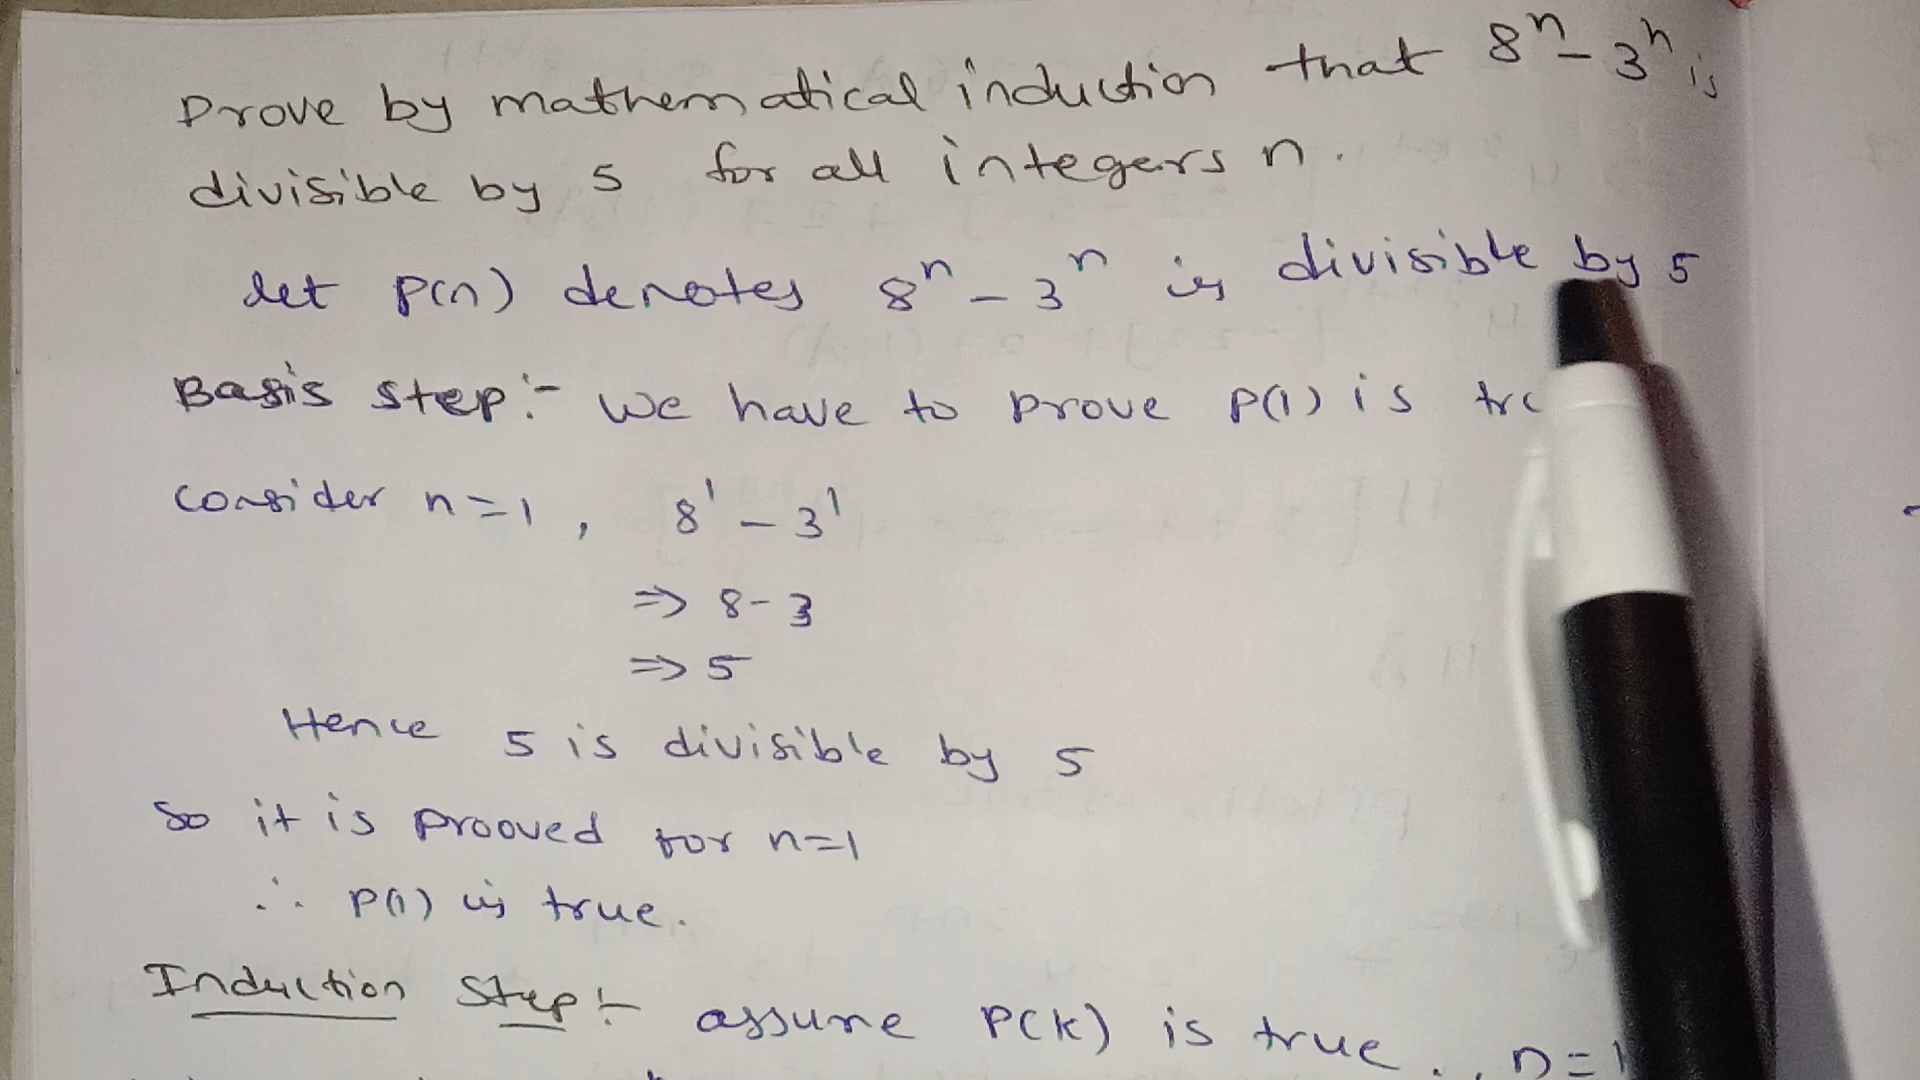 Prove by mathematical induction that 8ⁿ - 3ⁿ is
divisible by 5 for all integers n.
let P(n) denotes 8ⁿ - 3ⁿ is divisible by 5
Basis step:- We have to prove P(1) is
consider n=1, 8¹ - 3¹
⇒ 8-3
⇒ 5
Hence 5 is divisible by 5
So it is prooved for n=1
∴ P(1) is true.
Induction Step:- assume P(k) is true. n=